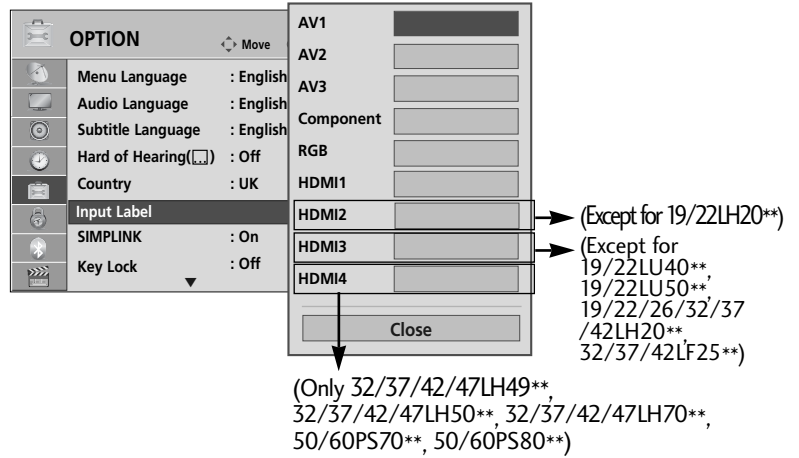 OPTION
Move
Menu Language : English
Audio Language : English
Subtitle Language : English
Hard of Hearing( ) : Off
Country : UK
Input Label
SIMPLINK : On
Key Lock : Off
AV1
AV2
AV3
Component
RGB
HDMI1
HDMI2
HDMI3
HDMI4
Close
(Except for 19/22LH20**)
(Except for
19/22LU40**,
19/22LU50**,
19/22/26/32/37
/42LH20**,
32/37/42LF25**)
(Only 32/37/42/47LH49**,
32/37/42/47LH50**, 32/37/42/47LH70**,
50/60PS70**, 50/60PS80**)